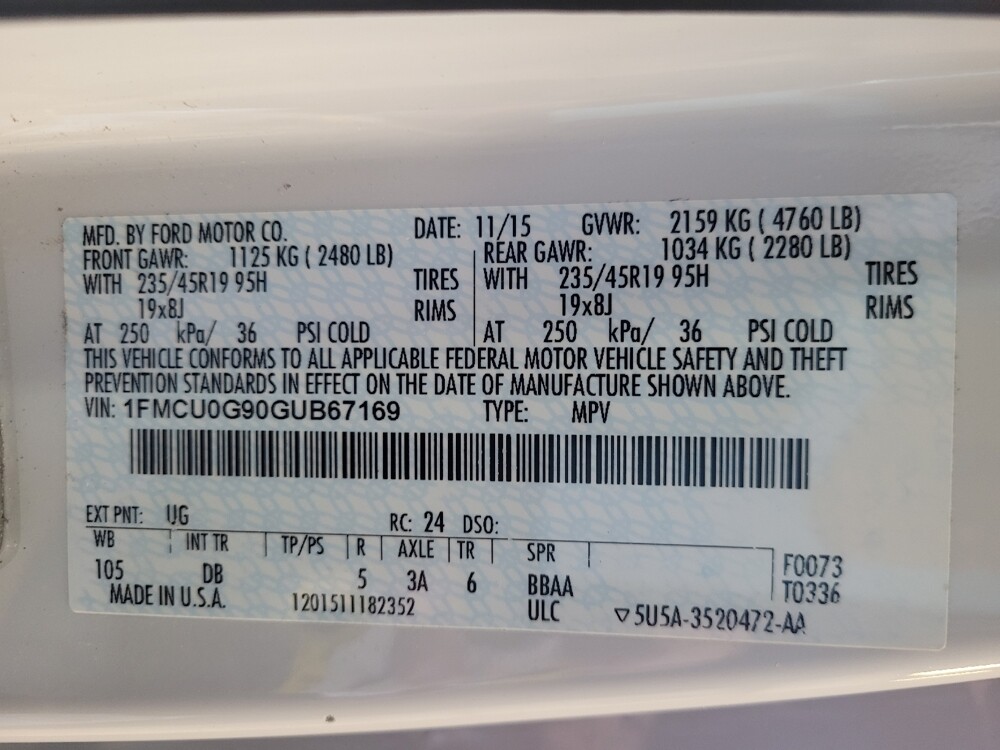 MFD. BY FORD MOTOR CO. DATE: 11/15 GVWR: 2159 KG ( 4760 LB)
FRONT GAWR: 1125 KG ( 2480 LB) REAR GAWR: 1034 KG ( 2280 LB)
WITH 235/45R19 95H TIRES WITH 235/45R19 95H TIRES
19x8J RIMS 19x8J RIMS
AT 250 kPa/ 36 PSI COLD AT 250 kPa/ 36 PSI COLD
THIS VEHICLE CONFORMS TO ALL APPLICABLE FEDERAL MOTOR VEHICLE SAFETY AND THEFT
PREVENTION STANDARDS IN EFFECT ON THE DATE OF MANUFACTURE SHOWN ABOVE.
VIN: 1FMCU0G90GUB67169 TYPE: MPV
EXT PNT: UG RC: 24 DSO:
WB INT TR TP/PS R AXLE TR SPR F0073
105 DB 5 3A 6 BBAA T0336
MADE IN U.S.A. 1201511182352 ULC ▽5U5A-3520472-AA